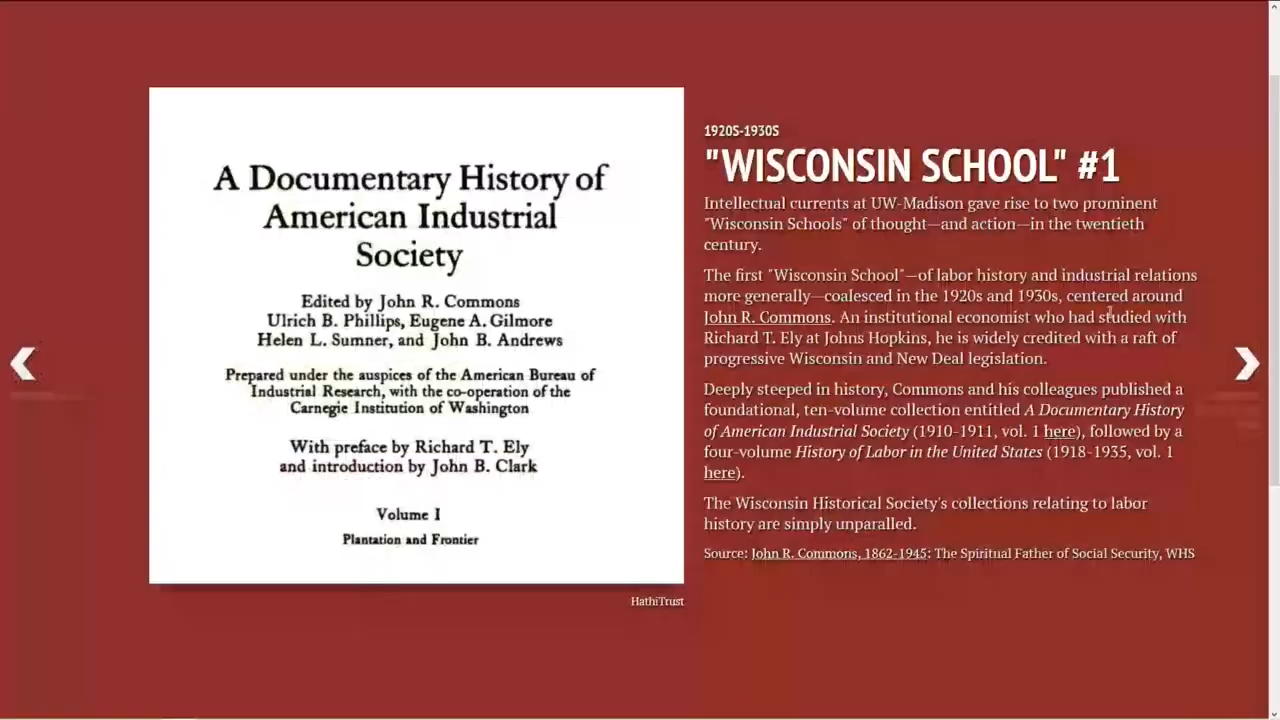 A Documentary History of
American Industrial
Society
Edited by John R. Commons
Ulrich B. Phillips, Eugene A. Gilmore
Helen L. Sumner, and John B. Andrews
Prepared under the auspices of the American Bureau of
Industrial Research, with the co-operation of the
Carnegie Institution of Washington
With preface by Richard T. Ely
and introduction by John B. Clark
Volume I
Plantation and Frontier
HathiTrust
1920S-1930S
"WISCONSIN SCHOOL" #1
Intellectual currents at UW-Madison gave rise to two prominent
"Wisconsin Schools" of thought—and action—in the twentieth
century.
The first "Wisconsin School"—of labor history and industrial relations
more generally—coalesced in the 1920s and 1930s, centered around
John R. Commons. An institutional economist who had studied with
Richard T. Ely at Johns Hopkins, he is widely credited with a raft of
progressive Wisconsin and New Deal legislation.
Deeply steeped in history, Commons and his colleagues published a
foundational, ten-volume collection entitled A Documentary History
of American Industrial Society (1910-1911, vol. 1 here), followed by a
four-volume History of Labor in the United States (1918-1935, vol. 1
here).
The Wisconsin Historical Society's collections relating to labor
history are simply unparalled.
Source: John R. Commons, 1862-1945: The Spiritual Father of Social Security, WHS